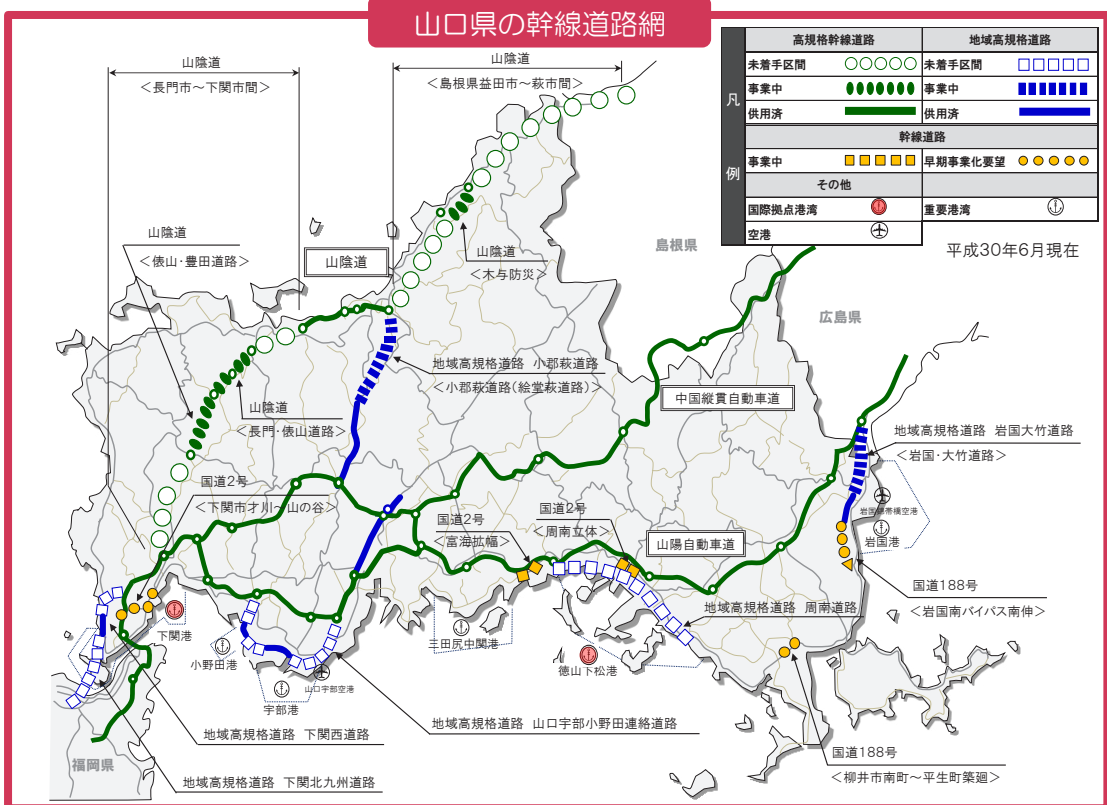 山口県の幹線道路網
凡例
高規格幹線道路
地域高規格道路
未着手区間
未着手区間
事業中
事業中
供用済
供用済
幹線道路
事業中
早期事業化要望
その他
国際拠点港湾
重要港湾
空港
平成30年6月現在
山陰道
＜長門市～下関市間＞
山陰道
＜島根県益田市～萩市間＞
山陰道
＜俵山・豊田道路＞
山陰道
山陰道
＜木与防災＞
島根県
広島県
地域高規格道路 小郡萩道路
＜小郡萩道路(絵堂萩道路)＞
中国縦貫自動車道
山陰道
＜長門・俵山道路＞
地域高規格道路 岩国大竹道路
＜岩国・大竹道路＞
国道2号
＜下関市才川～山の谷＞
岩国錦帯橋空港
岩国港
国道2号
＜富海拡幅＞
国道2号
＜周南立体＞
山陽自動車道
国道188号
＜岩国南バイパス南伸＞
地域高規格道路 周南道路
下関港
小野田港
三田尻中関港
徳山下松港
山口宇部空港
宇部港
地域高規格道路 山口宇部小野田連絡道路
地域高規格道路 下関西道路
国道188号
＜柳井市南町～平生町築廻＞
福岡県
地域高規格道路 下関北九州道路